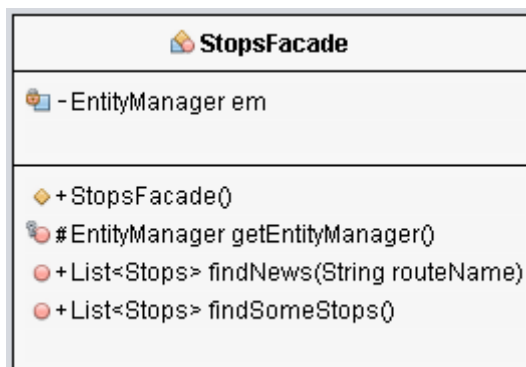 StopsFacade
- EntityManager em
+ StopsFacade()
# EntityManager getEntityManager()
+ List<Stops> findNews(String routeName)
+ List<Stops> findSomeStops()